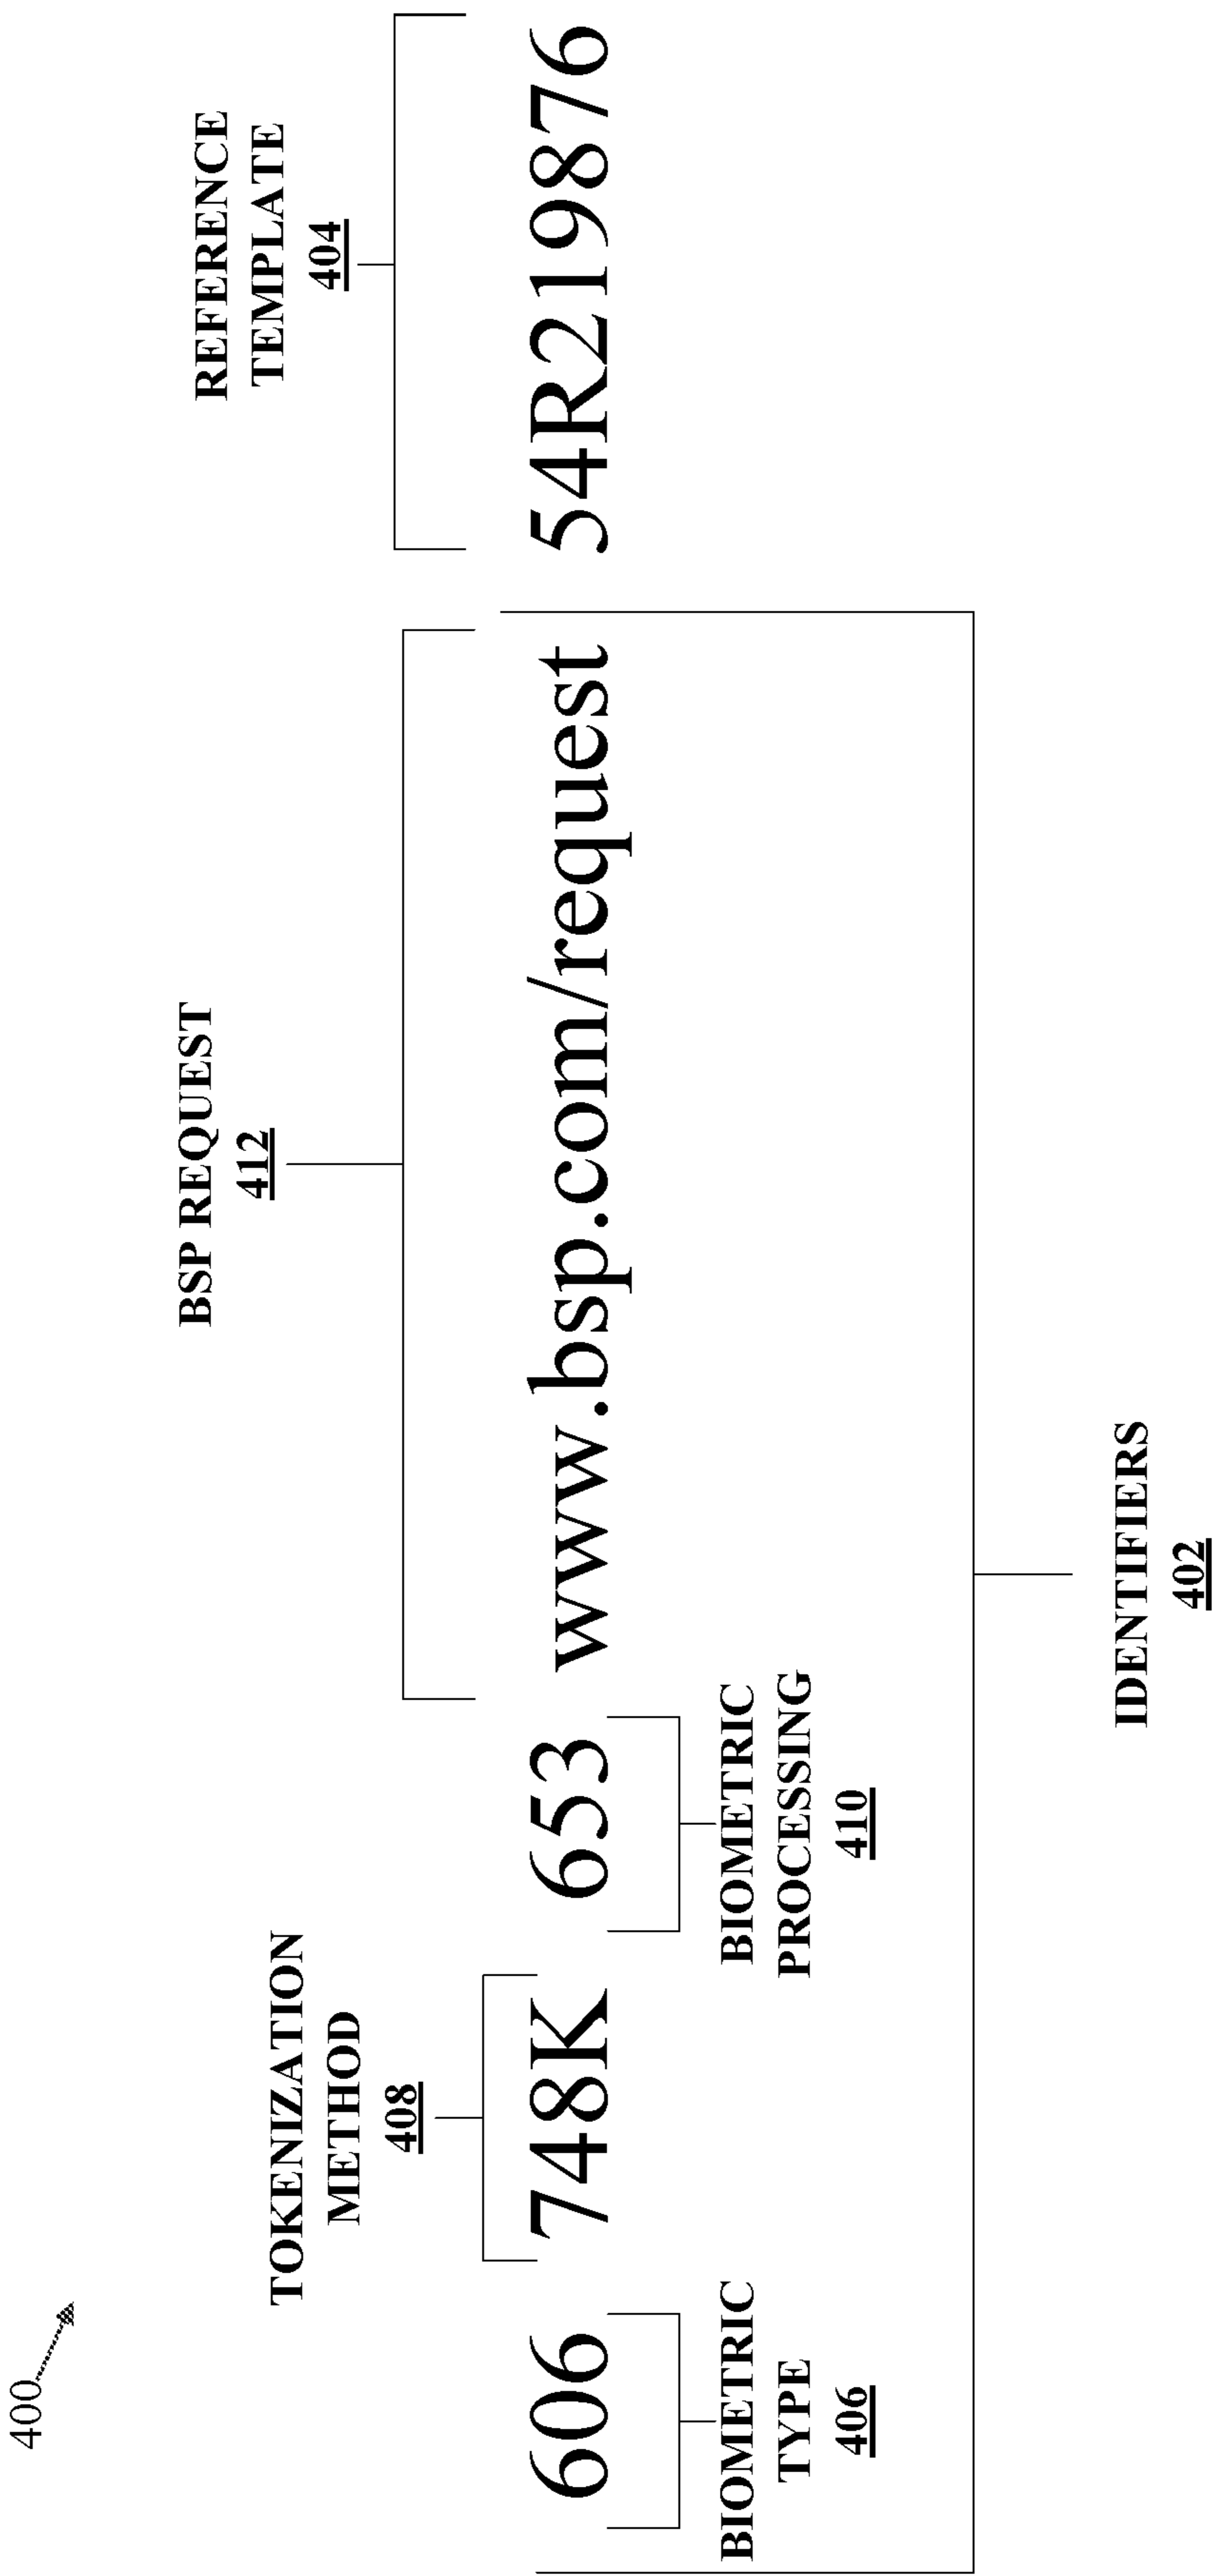 400
BSP REQUEST
412
REFERENCE
TEMPLATE
404
TOKENIZATION
METHOD
408
606 748K 653 www.bsp.com/request 54R219876
BIOMETRIC
TYPE
406
BIOMETRIC
PROCESSING
410
IDENTIFIERS
402